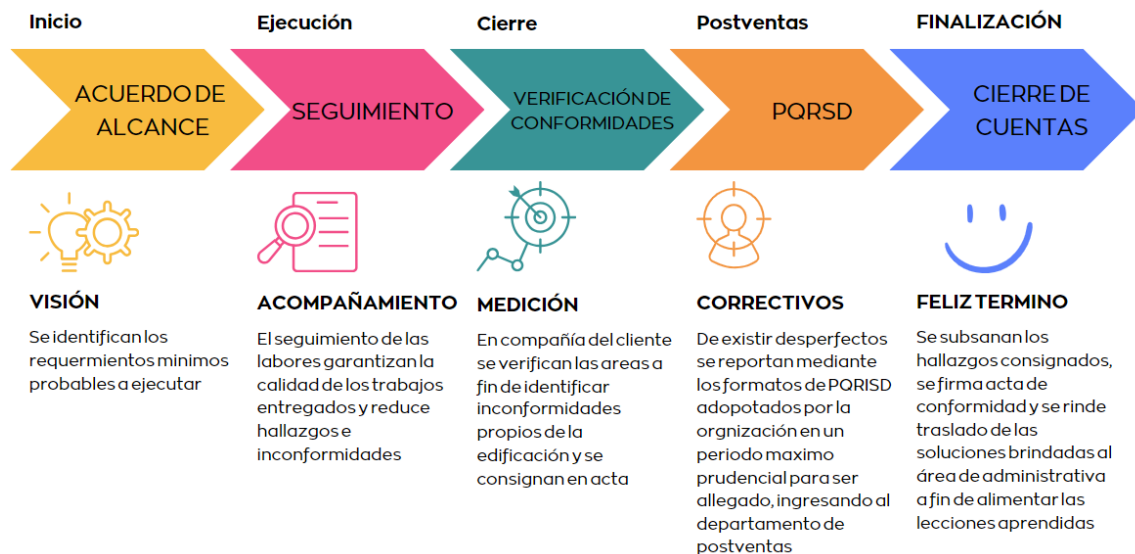 Inicio
ACUERDO DE
ALCANCE
VISIÓN
Se identifican los
requermientos minimos
probables a ejecutar
Ejecución
SEGUIMIENTO
ACOMPAÑAMIENTO
El seguimiento de las
labores garantizan la
calidad de los trabajos
entregados y reduce
hallazgos e
inconformidades
Cierre
VERIFICACIÓN DE
CONFORMIDADES
MEDICIÓN
En compañía del cliente
se verifican las areas a
fin de identificar
inconformidades
propios de la
edificación y se
consignan en acta
Postventas
PQRSD
CORRECTIVOS
De existir desperfectos
se reportan mediante
los formatos de PQRISD
adopotados por la
orgnización en un
periodo maximo
prudencial para ser
allegado, ingresando al
departamento de
postventas
FINALIZACIÓN
CIERRE DE
CUENTAS
FELIZ TERMINO
Se subsanan los
hallazgos consignados,
se firma acta de
conformidad y se rinde
traslado de las
soluciones brindadas al
área de administrativa
a fin de alimentar las
lecciones aprendidas